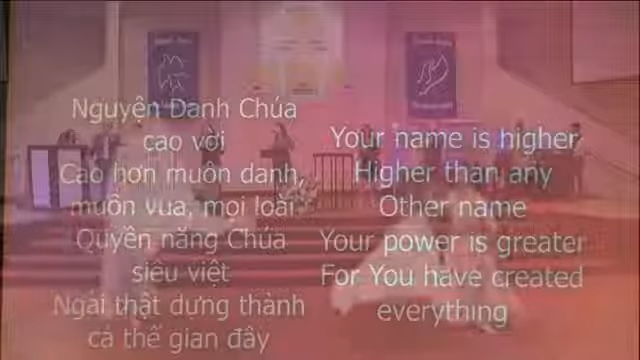 Nguyện Danh Chúa
cao vời
Cao hơn muôn danh,
muôn vua, mọi loài
Quyền năng Chúa
siêu việt
Ngài thật dựng thành
cả thế gian đây
Your name is higher
Higher than any
Other name
Your power is greater
For You have created
everything